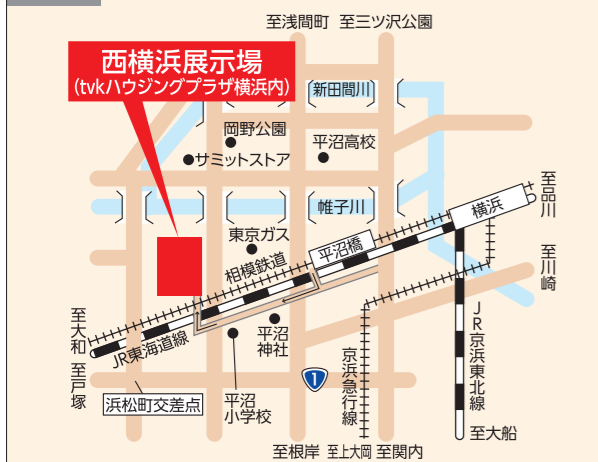 至浅間町 至三ツ沢公園
西横浜展示場
(tvkハウジングプラザ横浜内)
新田間川
岡野公園
平沼高校
サミットストア
帷子川
横浜
至品川
東京ガス
平沼橋
相模鉄道
至川崎
至大和
JR東海道線
平沼
神社
至戸塚
浜松町交差点
平沼
小学校
1
京浜急行線
JR京浜東北線
至大船
至根岸 至上大岡 至関内